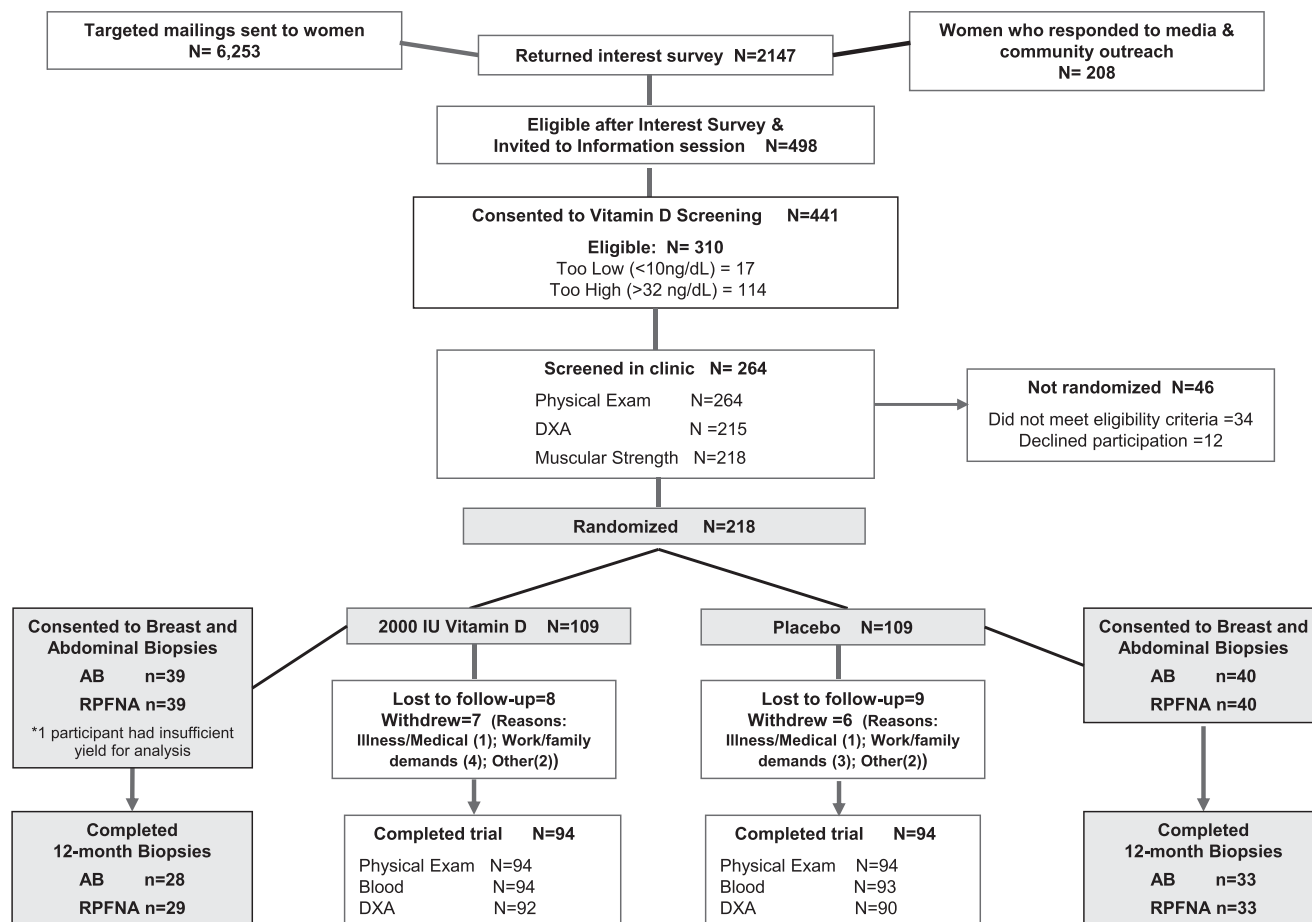 Targeted mailings sent to women
N= 6,253
Returned interest survey N=2147
Women who responded to media &
community outreach
N= 208
Eligible after Interest Survey &
Invited to Information session N=498
Consented to Vitamin D Screening N=441
Eligible: N= 310
Too Low (<10ng/dL) = 17
Too High (>32 ng/dL) = 114
Screened in clinic N= 264
Physical Exam N=264
DXA N =215
Muscular Strength N=218
Not randomized N=46
Did not meet eligibility criteria =34
Declined participation =12
Randomized N=218
Consented to Breast and
Abdominal Biopsies
AB n=39
RPFNA n=39
*1 participant had insufficient
yield for analysis
2000 IU Vitamin D N=109
Placebo N=109
Consented to Breast and
Abdominal Biopsies
AB n=40
RPFNA n=40
Lost to follow-up=8
Withdrew=7 (Reasons:
Illness/Medical (1); Work/family
demands (4); Other(2))
Lost to follow-up=9
Withdrew =6 (Reasons:
Illness/Medical (1); Work/family
demands (3); Other(2))
Completed
12-month Biopsies
AB n=28
RPFNA n=29
Completed trial N=94
Physical Exam N=94
Blood N=94
DXA N=92
Completed trial N=94
Physical Exam N=94
Blood N=93
DXA N=90
Completed
12-month Biopsies
AB n=33
RPFNA n=33